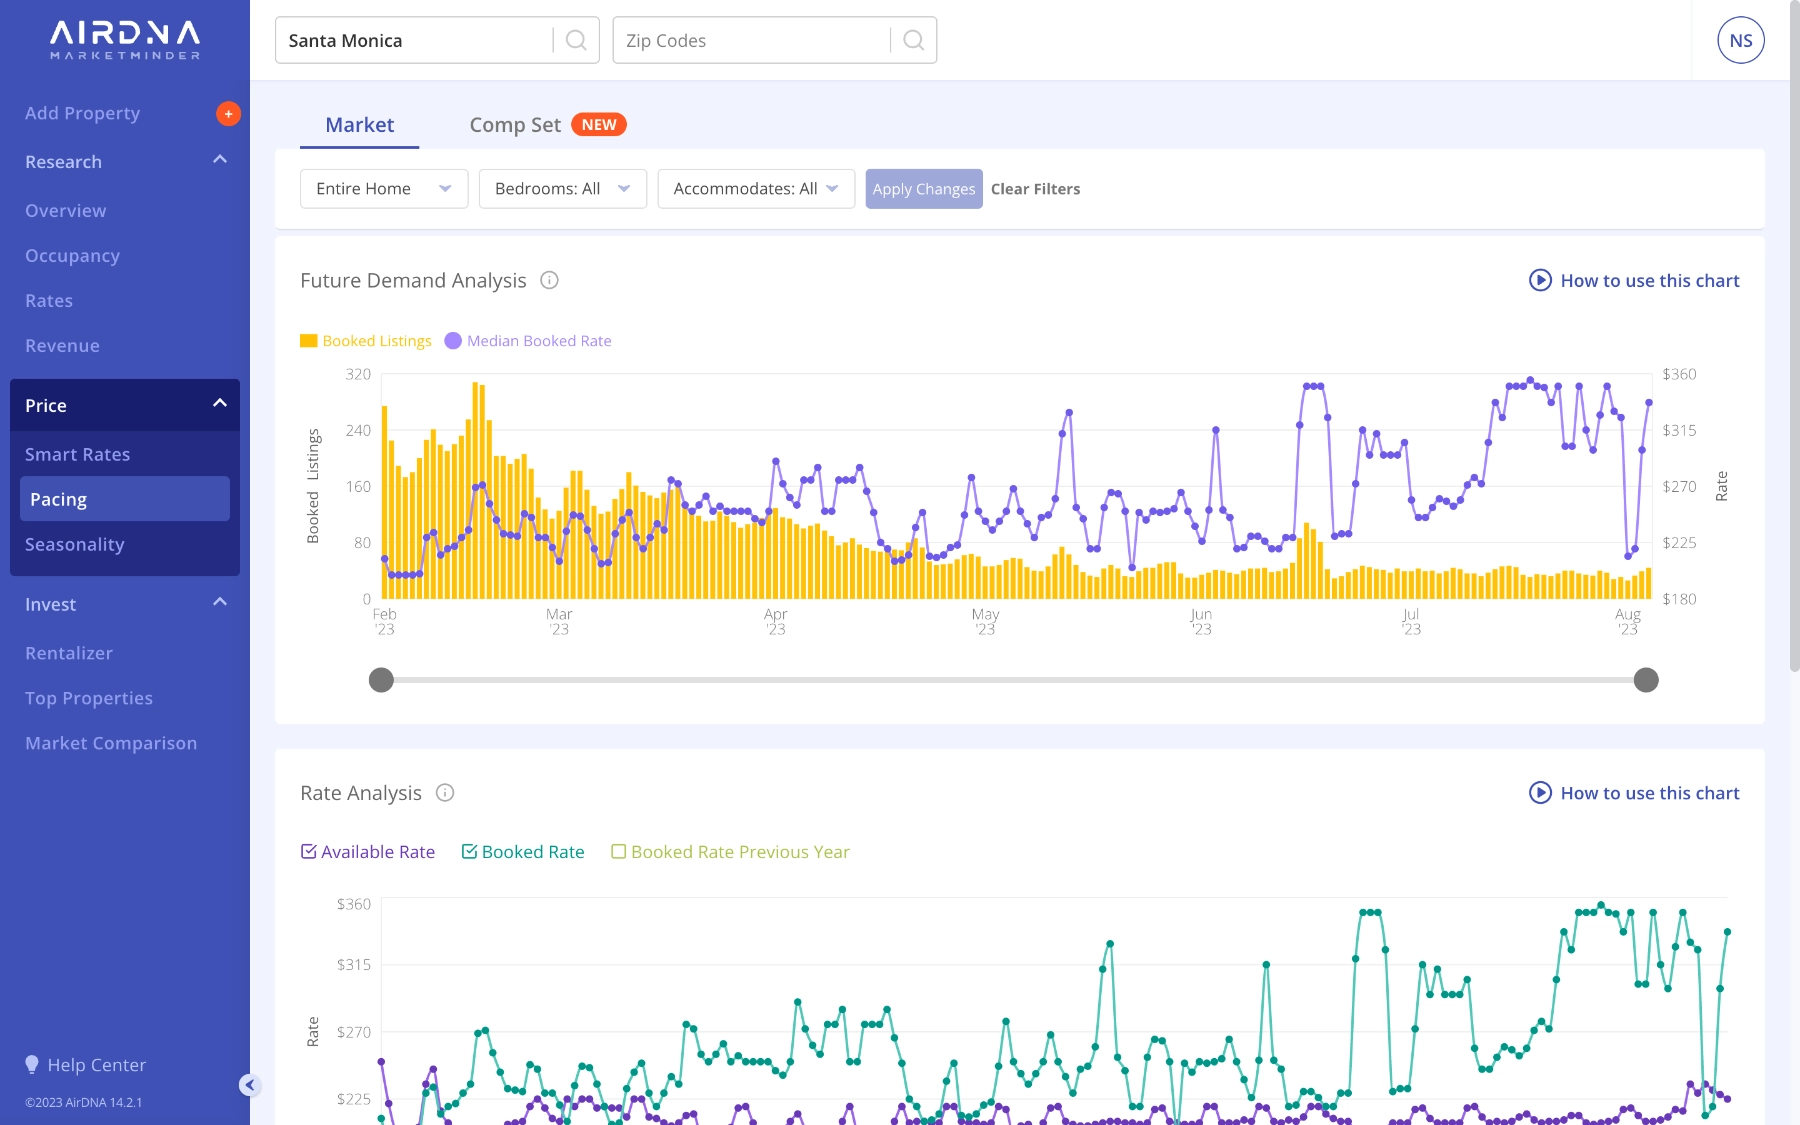 AIRDNA
MARKETMINDER
Add Property +
Research
Overview
Occupancy
Rates
Revenue
Price
Smart Rates
Pacing
Seasonality
Invest
Rentalizer
Top Properties
Market Comparison
Help Center
©2023 AirDNA 14.2.1
Santa Monica
Zip Codes
NS
Market
Comp Set NEW
Entire Home
Bedrooms: All
Accommodates: All
Apply Changes
Clear Filters
Future Demand Analysis
How to use this chart
Booked Listings
Median Booked Rate
320
240
160
80
0
Booked Listings
$360
$315
$270
$225
$180
Rate
Feb '23
Mar '23
Apr '23
May '23
Jun '23
Jul '23
Aug '23
Rate Analysis
How to use this chart
Available Rate
Booked Rate
Booked Rate Previous Year
$360
$315
$270
$225
Rate